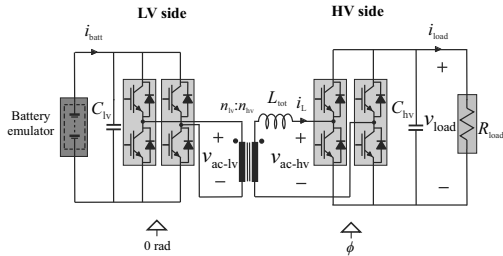 LV side
HV side
i_batt
i_load
C_lv
n_lv:n_hv
L_tot
i_L
C_hv
Battery
emulator
+
+
+
v_ac-lv
v_ac-hv
v_load
R_load
−
−
−
0 rad
ϕ